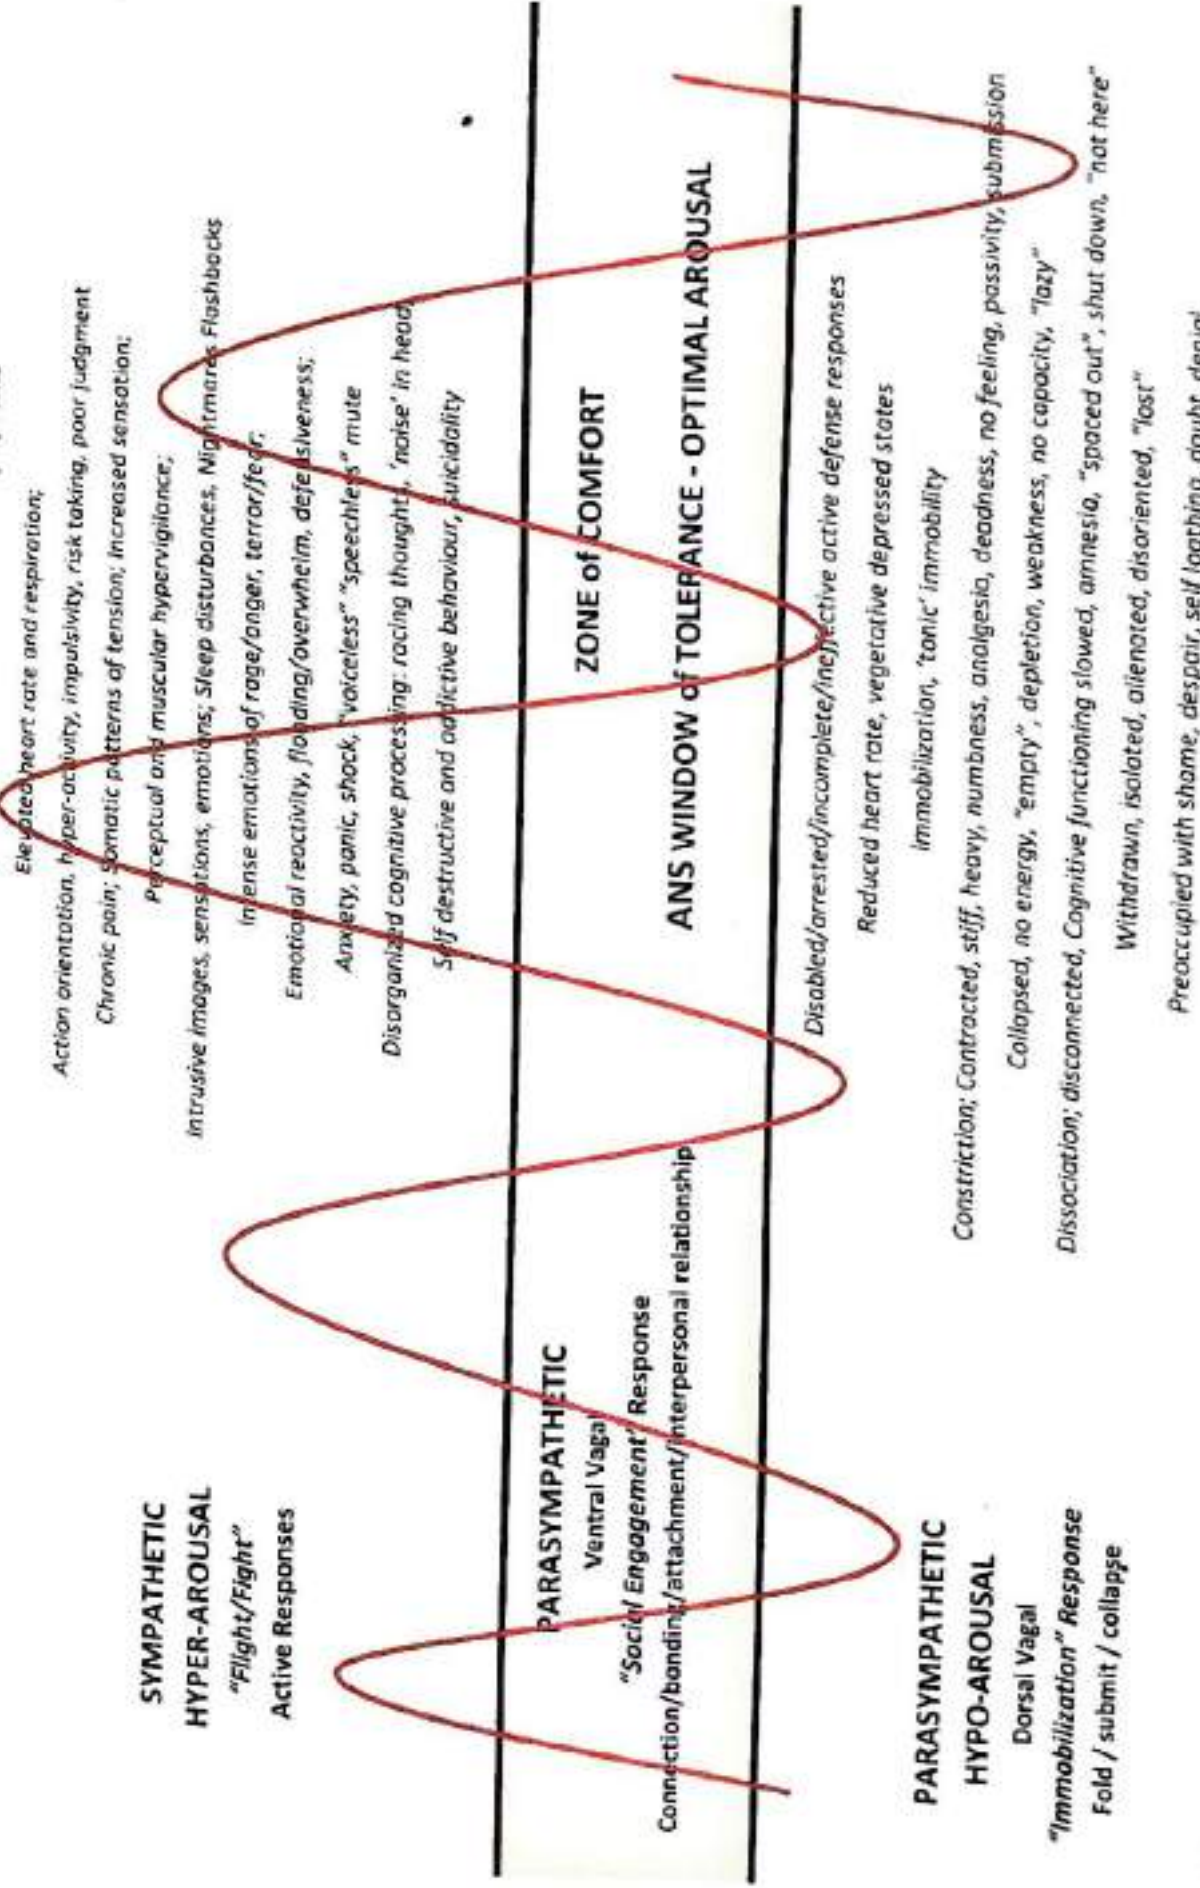 SYMPATHETIC
HYPER-AROUSAL
"Flight/Fight"
Active Responses
Elevated heart rate and respiration;
Action orientation, hyper-activity, impulsivity, risk taking, poor judgment
Chronic pain; Somatic patterns of tension; Increased sensation;
Perceptual and muscular hypervigilance;
Intrusive images, sensations, emotions; Sleep disturbances, Nightmares Flashbacks
Intense emotions of rage/anger, terror/fear;
Emotional reactivity, flooding/overwhelm, defensiveness;
Anxiety, panic, shock, "voiceless" "speechless" mute
Disorganized cognitive processing: racing thoughts, 'noise' in head
Self destructive and addictive behaviour, suicidality
PARASYMPATHETIC
Ventral Vagal
"Social Engagement" Response
Connection/bonding/attachment/interpersonal relationship
ZONE of COMFORT
ANS WINDOW of TOLERANCE - OPTIMAL AROUSAL
PARASYMPATHETIC
HYPO-AROUSAL
Dorsal Vagal
"Immobilization" Response
Fold / submit / collapse
Disabled/arrested/incomplete/ineffective active defense responses
Reduced heart rate, vegetative depressed states
Immobilization, 'tonic' immobility
Constriction; Contracted, stiff, heavy, numbness, analgesia, deadness, no feeling, passivity, submission
Collapsed, no energy, "empty", depletion, weakness, no capacity, "lazy"
Dissociation; disconnected, Cognitive functioning slowed, amnesia, "spaced out", shut down, "not here"
Withdrawn, isolated, alienated, disoriented, "lost"
Preoccupied with shame, despair, self loathing, doubt, denial